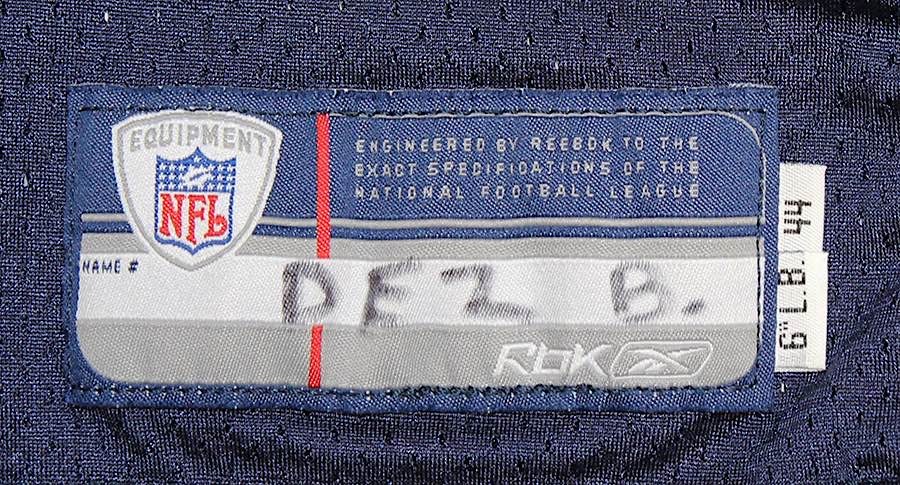 EQUIPMENT
NFL
ENGINEERED BY REEBOK TO THE
EXACT SPECIFICATIONS OF THE
NATIONAL FOOTBALL LEAGUE
NAME #
DEZ B.
RbK
6" L.B. 44